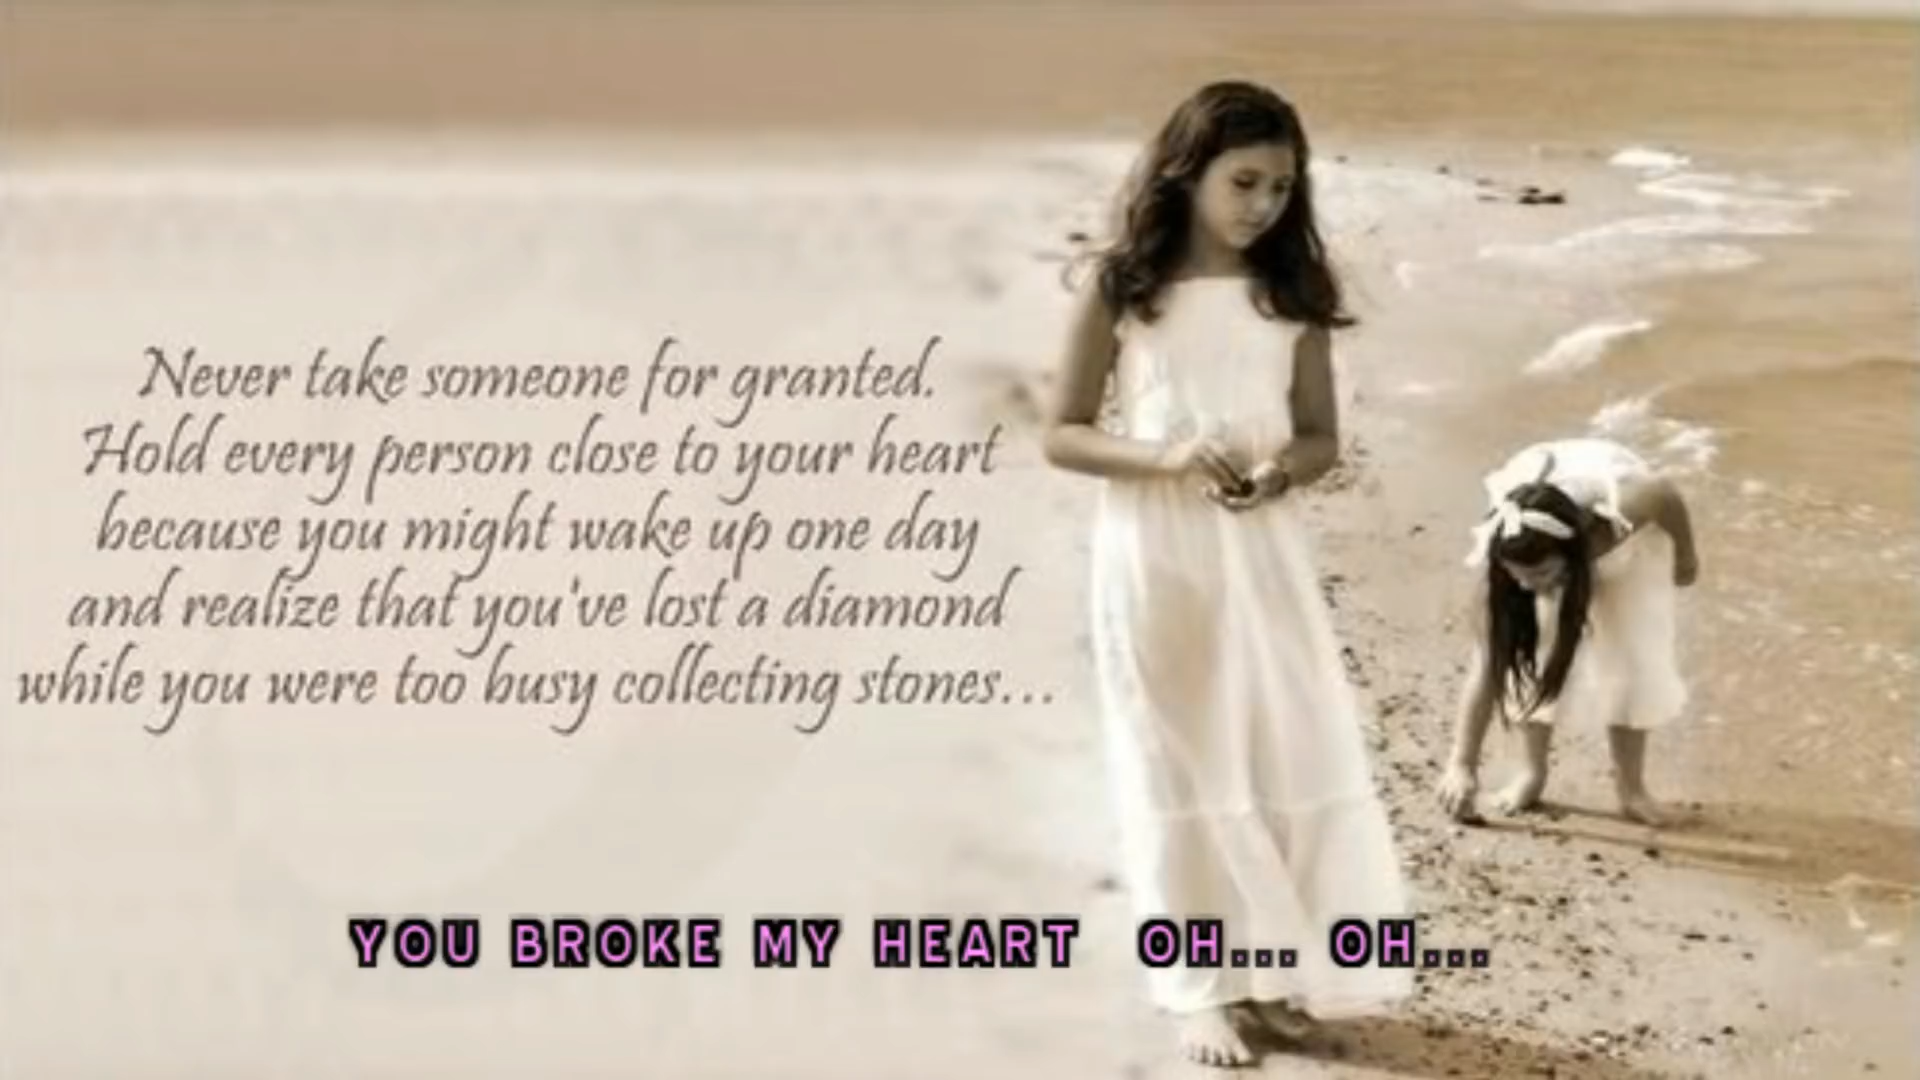 Never take someone for granted.
Hold every person close to your heart
because you might wake up one day
and realize that you've lost a diamond
while you were too busy collecting stones...
YOU BROKE MY HEART OH... OH...